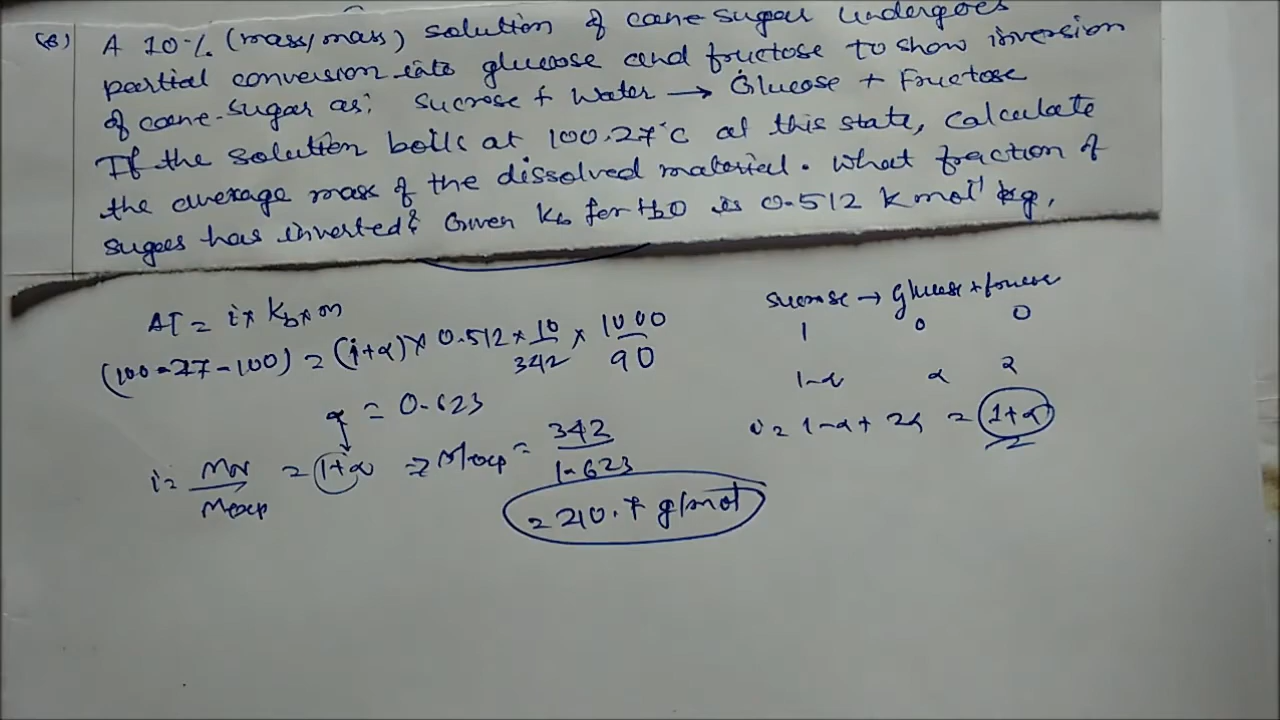 (8) A 10% (mass/mass) solution of cane sugar undergoes
partial conversion into glucose and fructose to show inversion
of cane-sugar as: Sucrose + Water → Glucose + Fructose
If the solution boils at 100.27°C at this state, calculate
the average mass of the dissolved material. What fraction of
sugar has inverted? Given Kb for H2O is 0.512 K mol⁻¹ kg.
ΔT = i × Kb × m
(100.27-100) = (1+α) × 0.512 × 10/342 × 1000/90
α = 0.623
i = MN/Mexp = 1+α ⇒ Mexp = 342/1.623
= 210.7 g/mol
Sucrose → glucose +
1 0 0
1-α α α
i = 1-α + 2α = 1+α